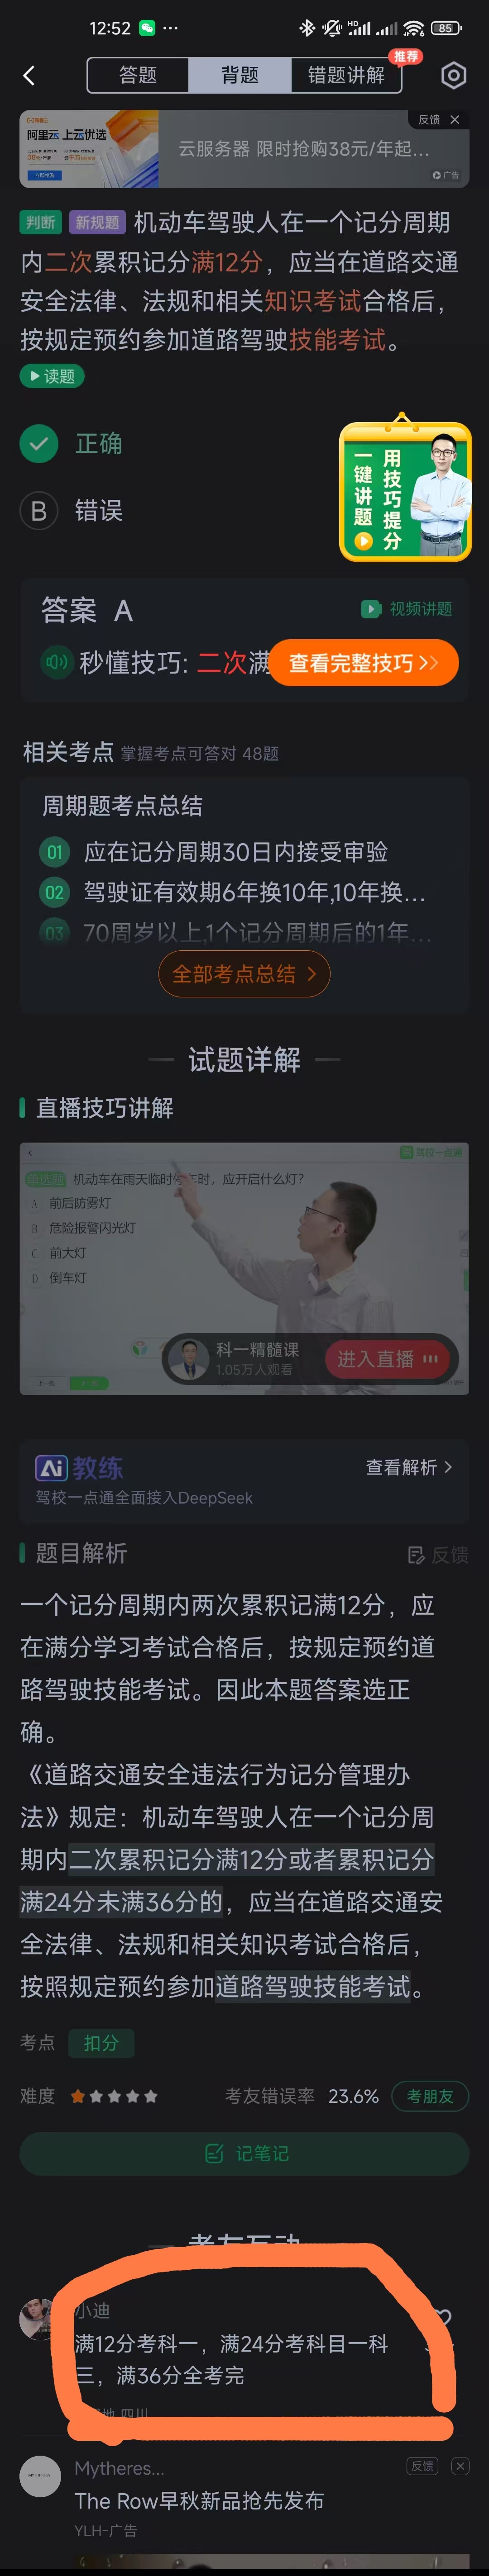 12:52
HD
85
推荐
答题
背题
错题讲解
阿里云 上云优选
立即抢购
云服务器 限时抢购38元/年起...
反馈
广告
判断 新规题 机动车驾驶人在一个记分周期
内二次累积记分满12分，应当在道路交通
安全法律、法规和相关知识考试合格后，
按规定预约参加道路驾驶技能考试。
读题
正确
B 错误
一键讲题
用技巧提分
答案 A
视频讲题
秒懂技巧: 二次满
查看完整技巧
相关考点 掌握考点可答对 48题
周期题考点总结
01 应在记分周期30日内接受审验
02 驾驶证有效期6年换10年,10年换...
03 70周岁以上,1个记分周期后的1年...
全部考点总结
试题详解
直播技巧讲解
驾校一点通
机动车在雨天临时停车时，应开启什么灯？
A 前后防雾灯
B 危险报警闪光灯
C 前大灯
D 倒车灯
科一精髓课
1.05万人观看
进入直播
Ai 教练
查看解析
驾校一点通全面接入DeepSeek
题目解析
反馈
一个记分周期内两次累积记满12分，应
在满分学习考试合格后，按规定预约道
路驾驶技能考试。因此本题答案选正
确。
《道路交通安全违法行为记分管理办
法》规定：机动车驾驶人在一个记分周
期内二次累积记分满12分或者累积记分
满24分未满36分的，应当在道路交通安
全法律、法规和相关知识考试合格后，
按照规定预约参加道路驾驶技能考试。
考点 扣分
难度
考友错误率 23.6%
考朋友
记笔记
考友互动
小迪
满12分考科一，满24分考科目一科
三，满36分全考完
四川
Mytheres...
反馈
The Row早秋新品抢先发布
YLH-广告